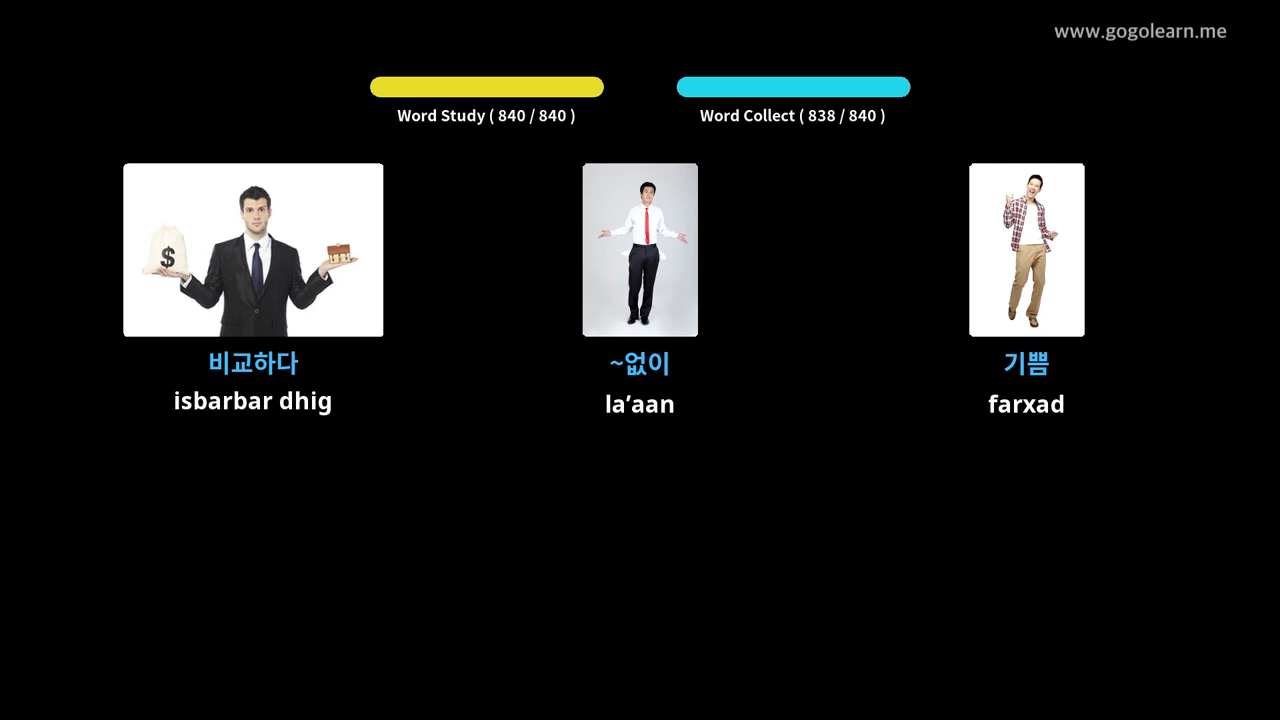 www.gogolearn.me
Word Study ( 840 / 840 )
Word Collect ( 838 / 840 )
$
비교하다
isbarbar dhig
~없이
la’aan
기쁨
farxad